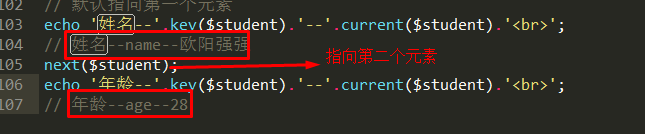 102 // 默认指向第一个元素
103 echo '姓名--'.key($student).'--'.current($student).'<br>';
104 // 姓名--name--欧阳强强
105 next($student); 指向第二个元素
106 echo '年龄--'.key($student).'--'.current($student).'<br>';
107 // 年龄--age--28